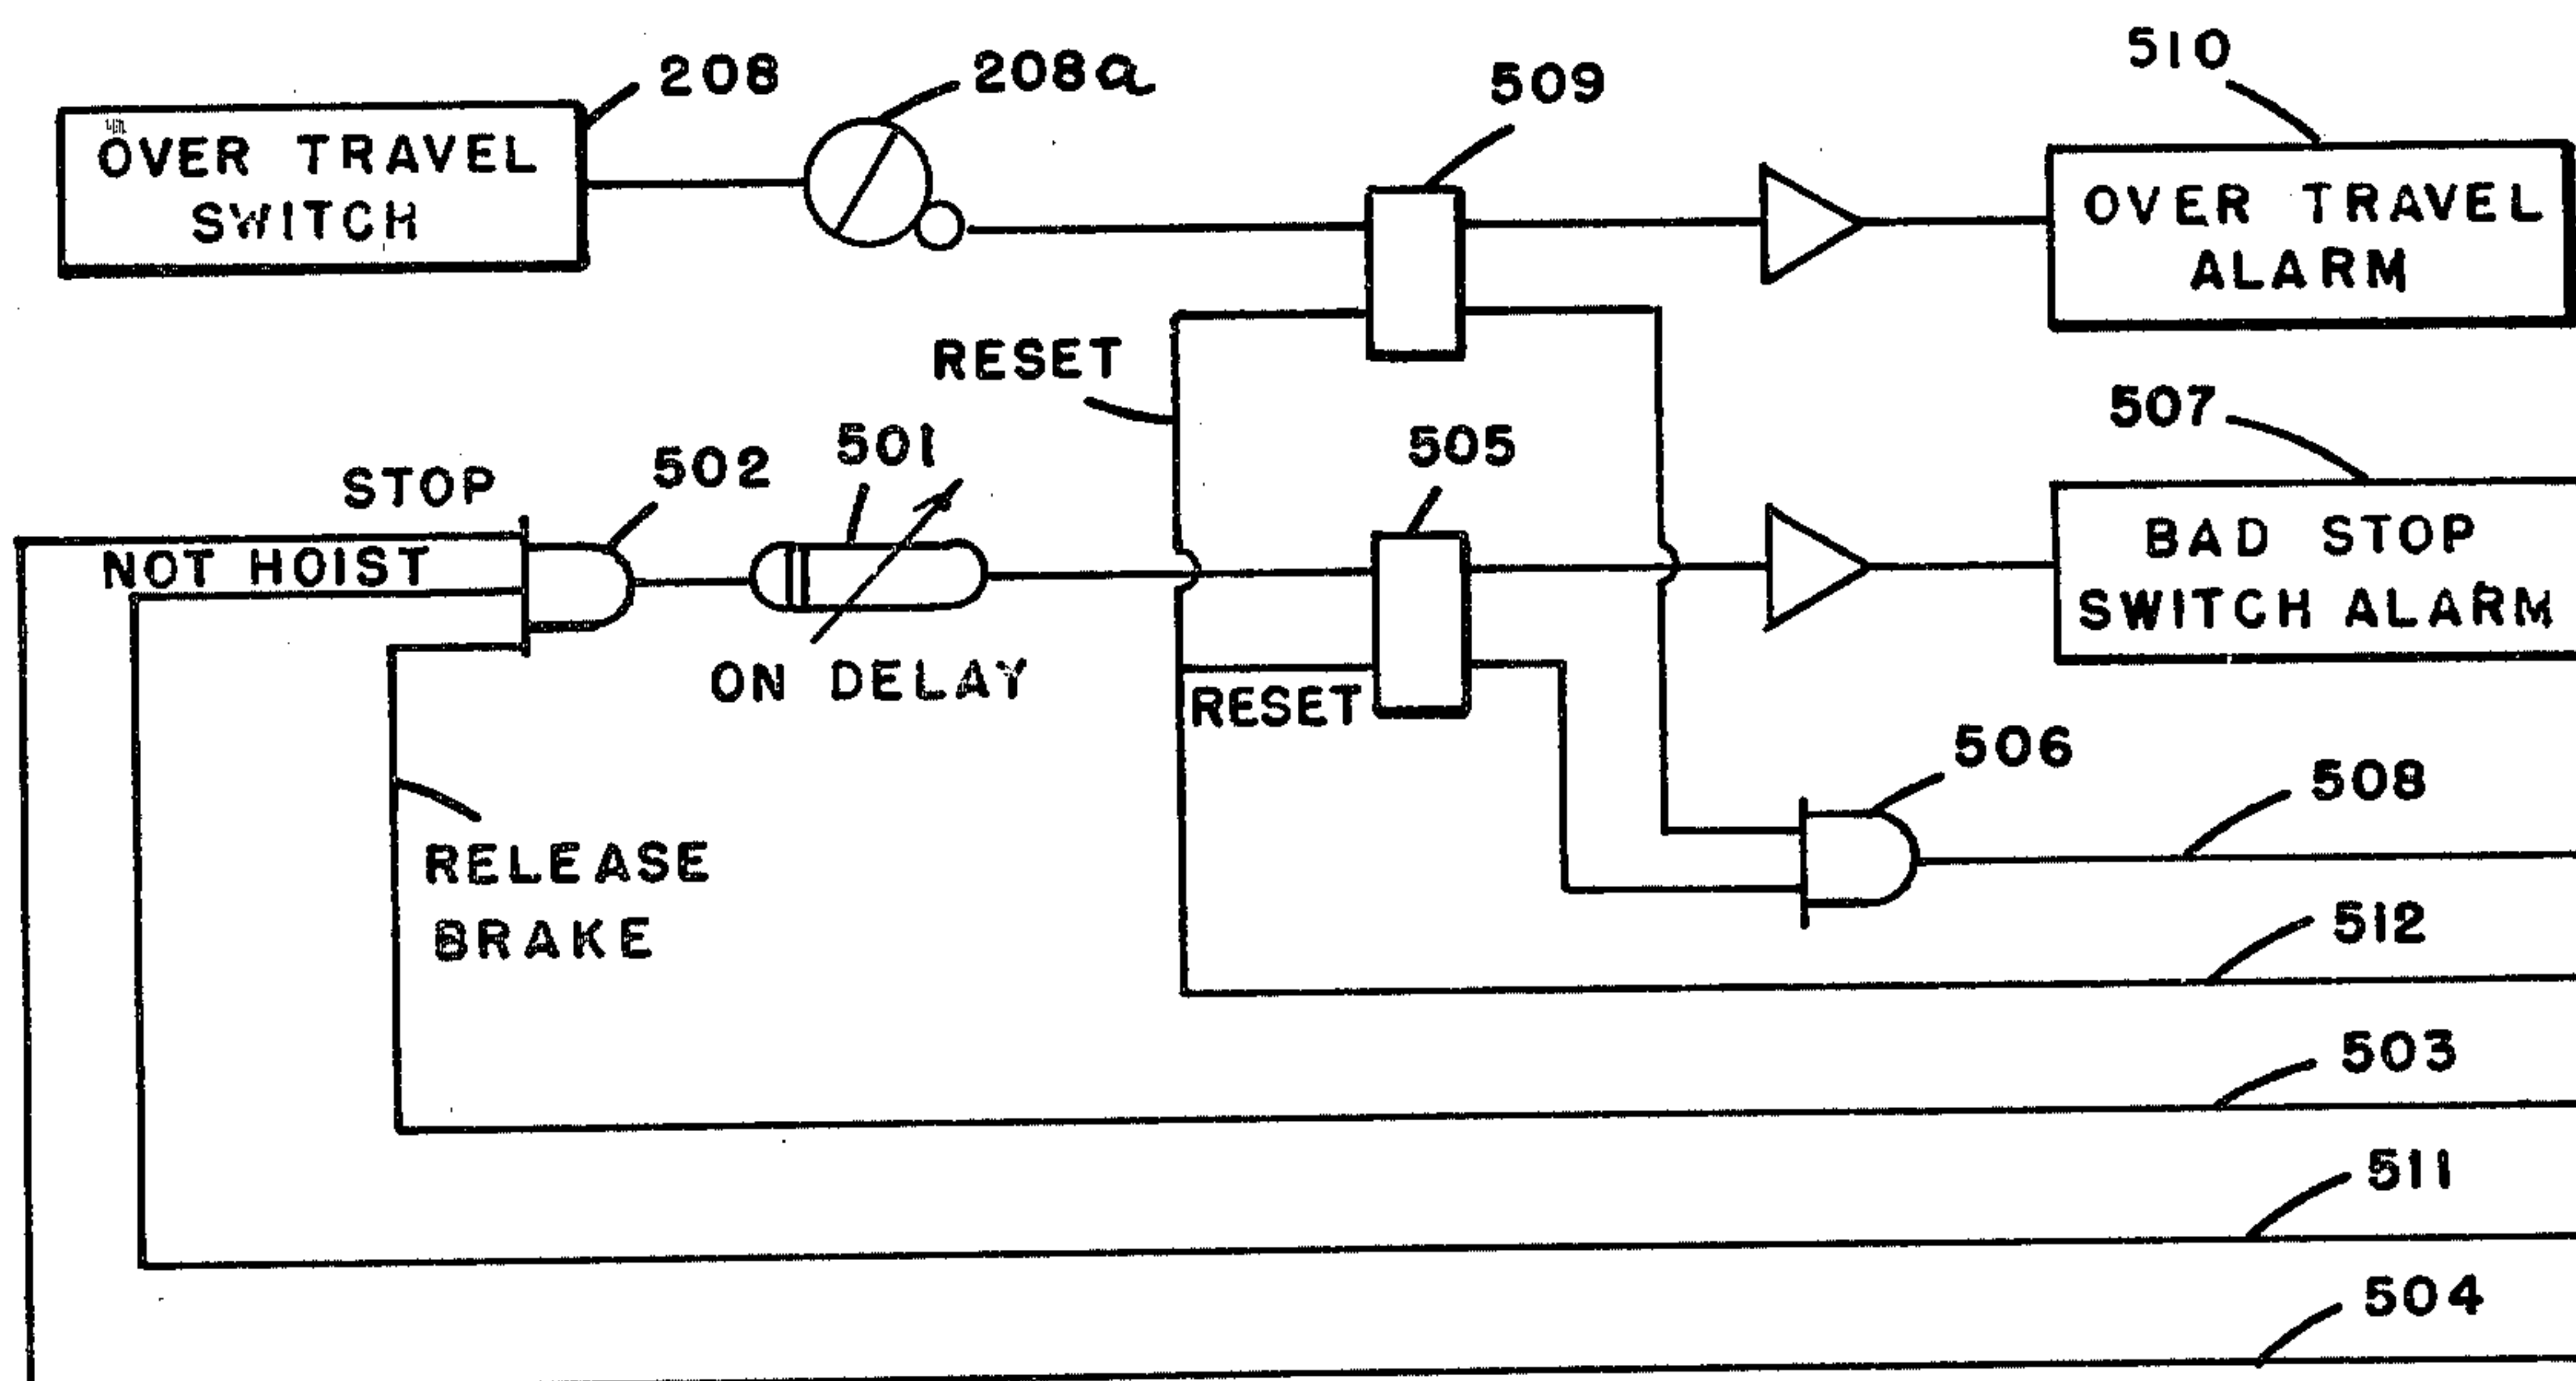 208
208a
509
510
OVER TRAVEL
SWITCH
OVER TRAVEL
ALARM
RESET
507
STOP
502
501
505
NOT HOIST
BAD STOP
SWITCH ALARM
ON DELAY
RESET
506
508
RELEASE
BRAKE
512
503
511
504